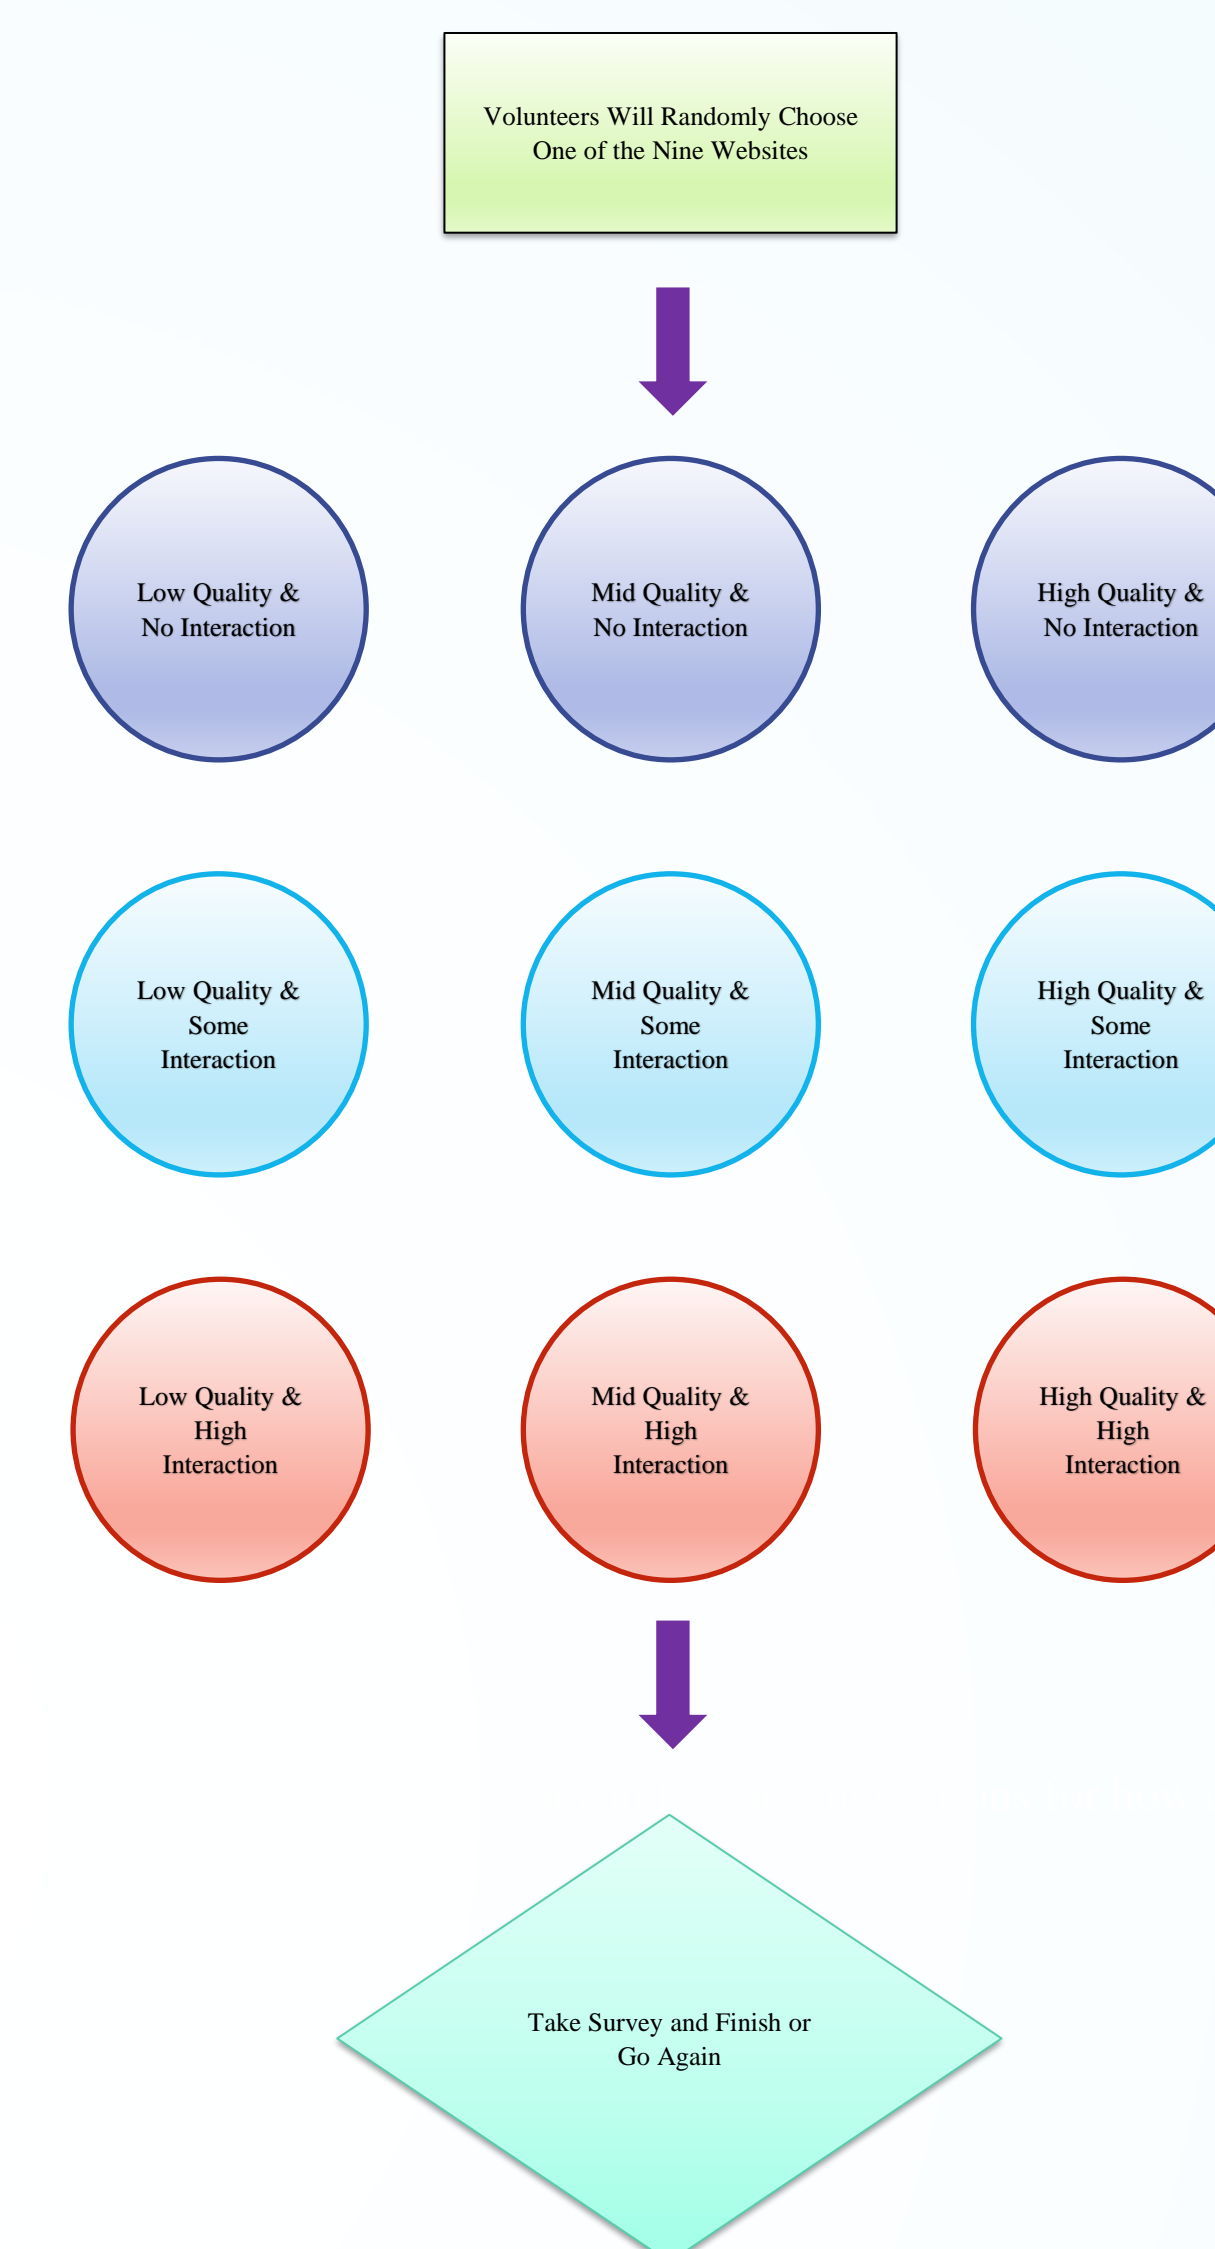 Volunteers Will Randomly Choose
One of the Nine Websites
Low Quality &
No Interaction
Mid Quality &
No Interaction
High Quality &
No Interaction
Low Quality &
Some
Interaction
Mid Quality &
Some
Interaction
High Quality &
Some
Interaction
Low Quality &
High
Interaction
Mid Quality &
High
Interaction
High Quality &
High
Interaction
Take Survey and Finish or
Go Again